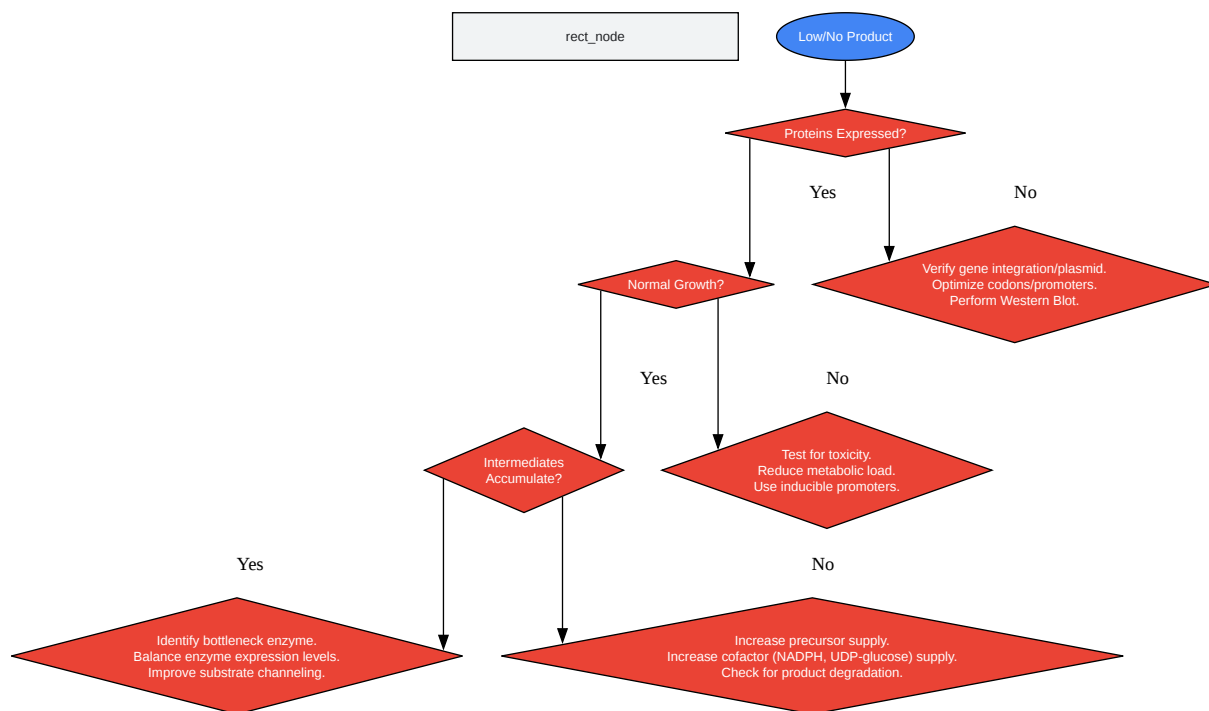 rect_node
Low/No Product
Proteins Expressed?
Yes
No
Verify gene integration/plasmid.
Optimize codons/promoters.
Perform Western Blot.
Normal Growth?
Yes
No
Intermediates
Accumulate?
Test for toxicity.
Reduce metabolic load.
Use inducible promoters.
Yes
No
Identify bottleneck enzyme.
Balance enzyme expression levels.
Improve substrate channeling.
Increase precursor supply.
Increase cofactor (NADPH, UDP-glucose) supply.
Check for product degradation.